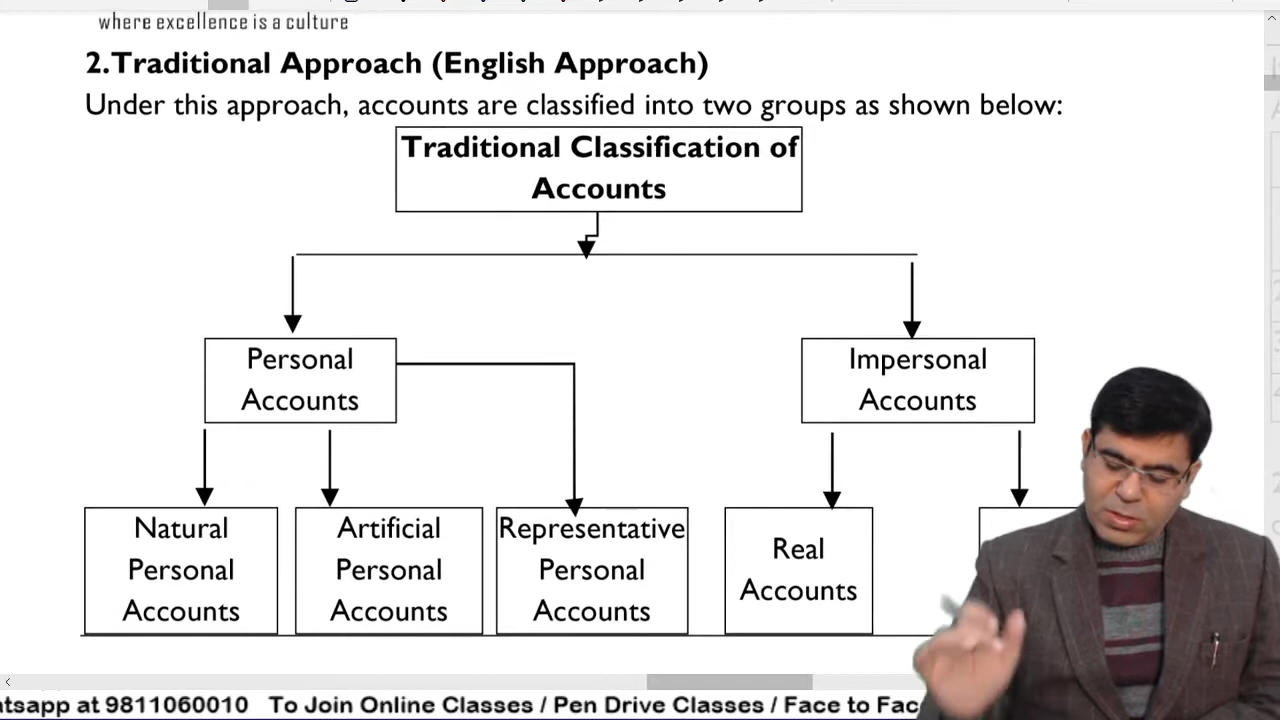 where excellence is a culture
2.Traditional Approach (English Approach)
Under this approach, accounts are classified into two groups as shown below:
Traditional Classification of
Accounts
Personal
Accounts
Impersonal
Accounts
Natural
Personal
Accounts
Artificial
Personal
Accounts
Representative
Personal
Accounts
Real
Accounts
at 9811060010 To Join Online Classes / Pen Drive Classes / Face to